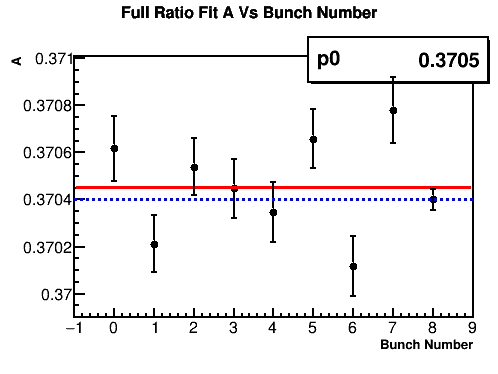 Full Ratio Fit A Vs Bunch Number
p0 0.3705
A
0.371
0.3708
0.3706
0.3704
0.3702
0.37
−1 0 1 2 3 4 5 6 7 8 9
Bunch Number